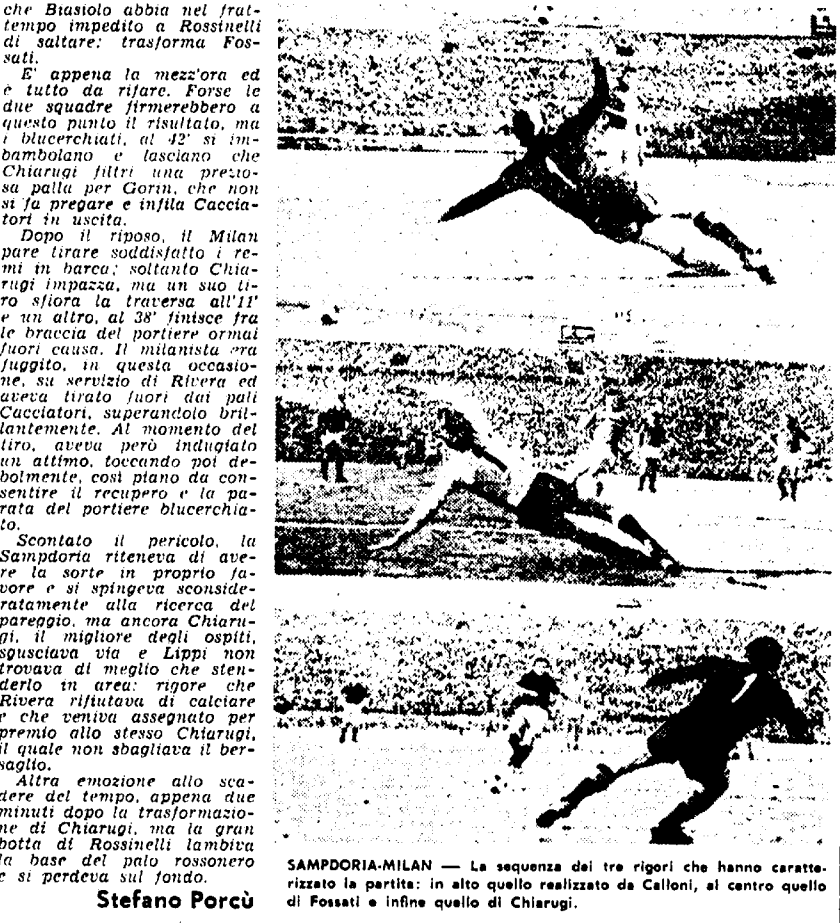 che Biasiolo abbia nel frat-
tempo impedito a Rossinelli
di saltare: trasforma Fos-
sati.
E' appena la mezz'ora ed
è tutto da rifare. Forse le
due squadre firmerebbero a
questo punto il risultato, ma
i blucerchiati, al 42' si im-
bambolano e lasciano che
Chiarugi filtri una prezio-
sa palla per Gorin, che non
si fa pregare e infila Caccia-
tori in uscita.
Dopo il riposo, il Milan
pare tirare soddisfatto i re-
mi in barca; soltanto Chia-
rugi impazza, ma un suo ti-
ro sfiora la traversa all'11'
e un altro, al 38' finisce fra
le braccia del portiere ormai
fuori causa. Il milanista era
fuggito, in questa occasio-
ne, su servizio di Rivera ed
aveva tirato fuori dai pali
Cacciatori, superandolo bril-
lantemente. Al momento del
tiro, aveva però indugiato
un attimo, toccando poi de-
bolmente, così piano da con-
sentire il recupero e la pa-
rata del portiere blucerchia-
to.
Scontato il pericolo, la
Sampdoria riteneva di ave-
re la sorte in proprio fa-
vore e si spingeva sconside-
ratamente alla ricerca del
pareggio, ma ancora Chiaru-
gi, il migliore degli ospiti,
sgusciava via e Lippi non
trovava di meglio che sten-
derlo in area: rigore che
Rivera rifiutava di calciare
e che veniva assegnato per
premio allo stesso Chiarugi,
il quale non sbagliava il ber-
saglio.
Altra emozione allo sca-
dere del tempo, appena due
minuti dopo la trasformazio-
ne di Chiarugi, ma la gran
botta di Rossinelli lambiva
la base del palo rossonero
e si perdeva sul fondo.
Stefano Porcù
SAMPDORIA-MILAN — La sequenza dei tre rigori che hanno caratte-
rizzato la partita: in alto quello realizzato da Calloni, al centro quello
di Fossati e infine quello di Chiarugi.